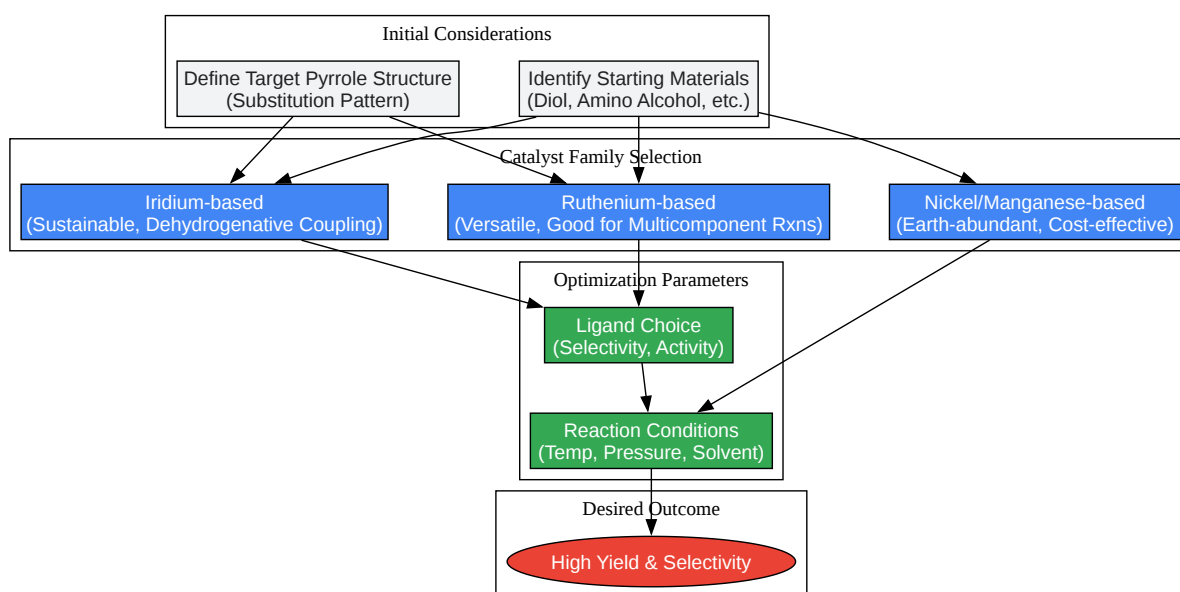 Initial Considerations
Define Target Pyrrole Structure
(Substitution Pattern)
Identify Starting Materials
(Diol, Amino Alcohol, etc.)
Catalyst Family Selection
Iridium-based
(Sustainable, Dehydrogenative Coupling)
Ruthenium-based
(Versatile, Good for Multicomponent Rxns)
Nickel/Manganese-based
(Earth-abundant, Cost-effective)
Optimization Parameters
Ligand Choice
(Selectivity, Activity)
Reaction Conditions
(Temp, Pressure, Solvent)
Desired Outcome
High Yield & Selectivity